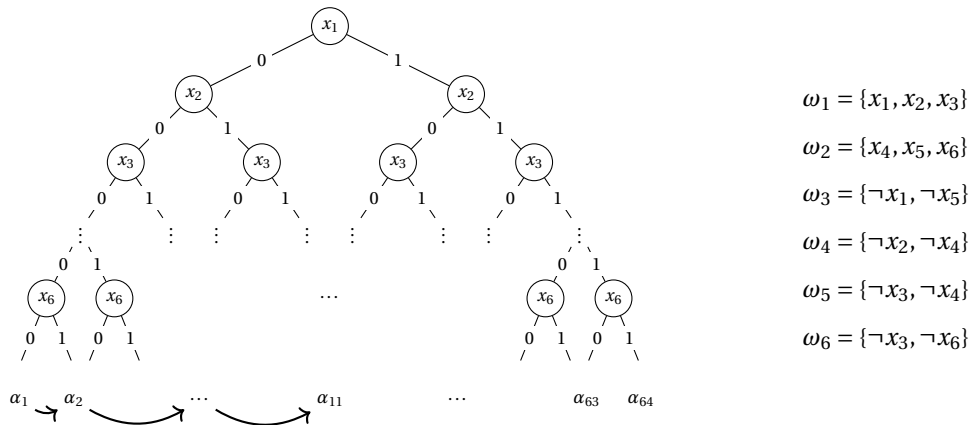 x₁
0 1
x₂ x₂
0 1 0 1
x₃ x₃ x₃ x₃
0 1 0 1 0 1 0 1
⋮ ⋮ ⋮ ⋮ ⋮ ⋮ ⋮ ⋮
0 1 0 1
x₆ x₆ ... x₆ x₆
0 1 0 1 0 1 0 1
α₁ α₂ ... α₁₁ ... α₆₃ α₆₄
ω₁ = {x₁, x₂, x₃}
ω₂ = {x₄, x₅, x₆}
ω₃ = {¬x₁, ¬x₅}
ω₄ = {¬x₂, ¬x₄}
ω₅ = {¬x₃, ¬x₄}
ω₆ = {¬x₃, ¬x₆}